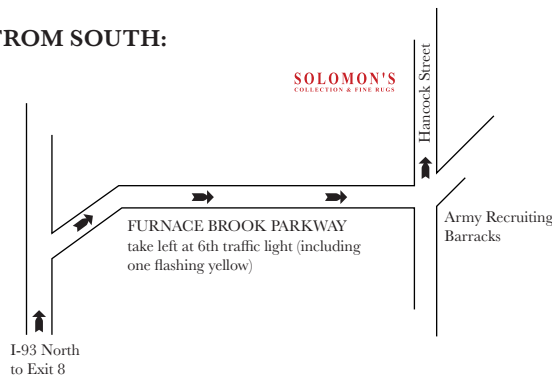 FROM SOUTH:
SOLOMON'S
COLLECTION & FINE RUGS
Hancock Street
FURNACE BROOK PARKWAY
take left at 6th traffic light (including
one flashing yellow)
Army Recruiting
Barracks
I-93 North
to Exit 8